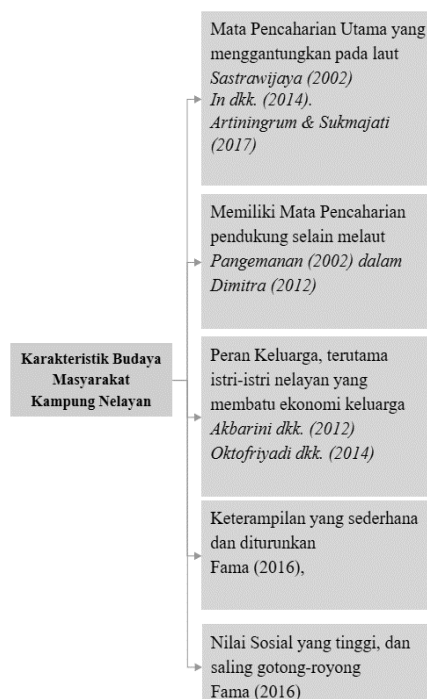 Mata Pencaharian Utama yang
menggantungkan pada laut
Sastrawijaya (2002)
In dkk. (2014).
Artiningrum & Sukmajati
(2017)
Memiliki Mata Pencaharian
pendukung selain melaut
Pangemanan (2002) dalam
Dimitra (2012)
Karakteristik Budaya
Masyarakat
Kampung Nelayan
Peran Keluarga, terutama
istri-istri nelayan yang
membatu ekonomi keluarga
Akbarini dkk. (2012)
Oktofriyadi dkk. (2014)
Keterampilan yang sederhana
dan diturunkan
Fama (2016),
Nilai Sosial yang tinggi, dan
saling gotong-royong
Fama (2016)